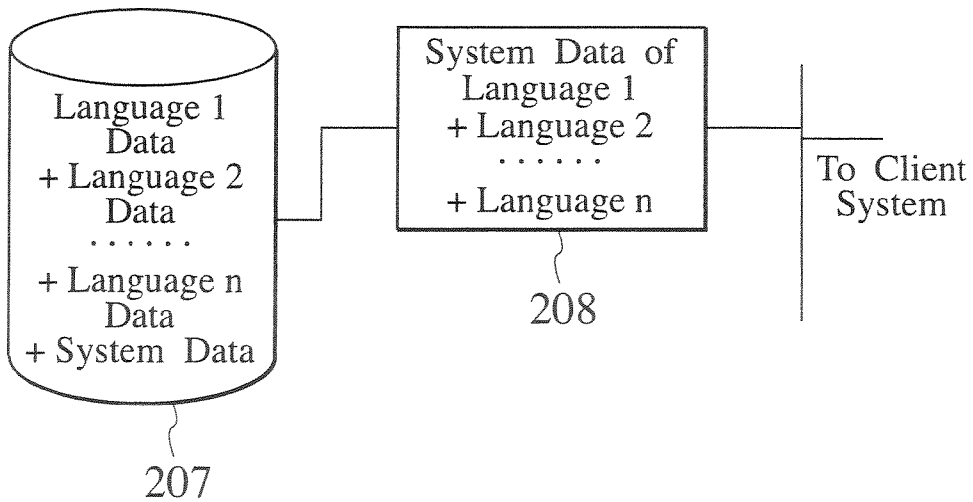 Language 1
Data
+ Language 2
Data
......
+ Language n
Data
+ System Data
207
System Data of
Language 1
+ Language 2
......
+ Language n
208
To Client
System